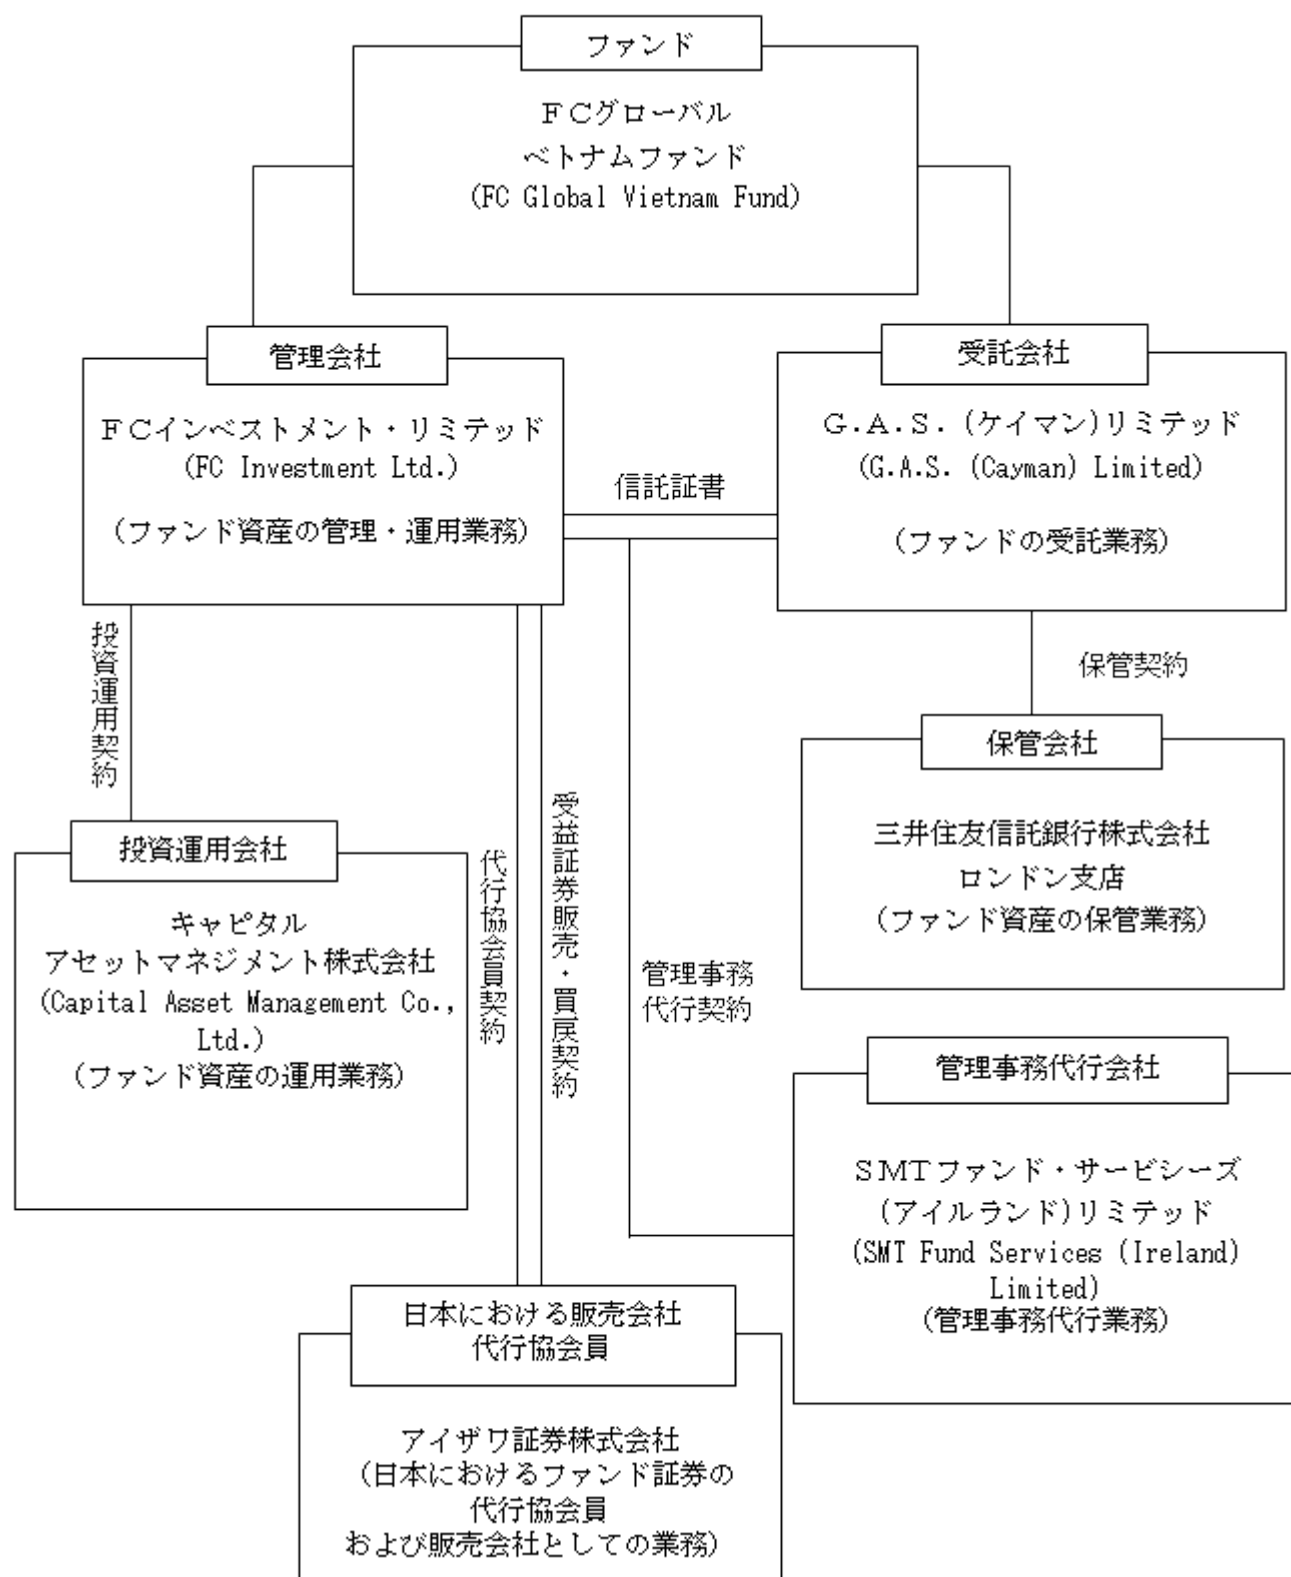 ファンド
ＦＣグローバル
ベトナムファンド
(FC Global Vietnam Fund)
管理会社
ＦＣインベストメント・リミテッド
(FC Investment Ltd.)
(ファンド資産の管理・運用業務)
受託会社
Ｇ.Ａ.Ｓ.(ケイマン)リミテッド
(G.A.S. (Cayman) Limited)
(ファンドの受託業務)
信託証書
投資運用契約
保管契約
保管会社
三井住友信託銀行株式会社
ロンドン支店
(ファンド資産の保管業務)
投資運用会社
キャピタル
アセットマネジメント株式会社
(Capital Asset Management Co.,
Ltd.)
(ファンド資産の運用業務)
代行協会員契約
受益証券販売・買戻契約
管理事務
代行契約
管理事務代行会社
ＳＭＴファンド・サービシーズ
(アイルランド)リミテッド
(SMT Fund Services (Ireland)
Limited)
(管理事務代行業務)
日本における販売会社
代行協会員
アイザワ証券株式会社
(日本におけるファンド証券の
代行協会員
および販売会社としての業務)